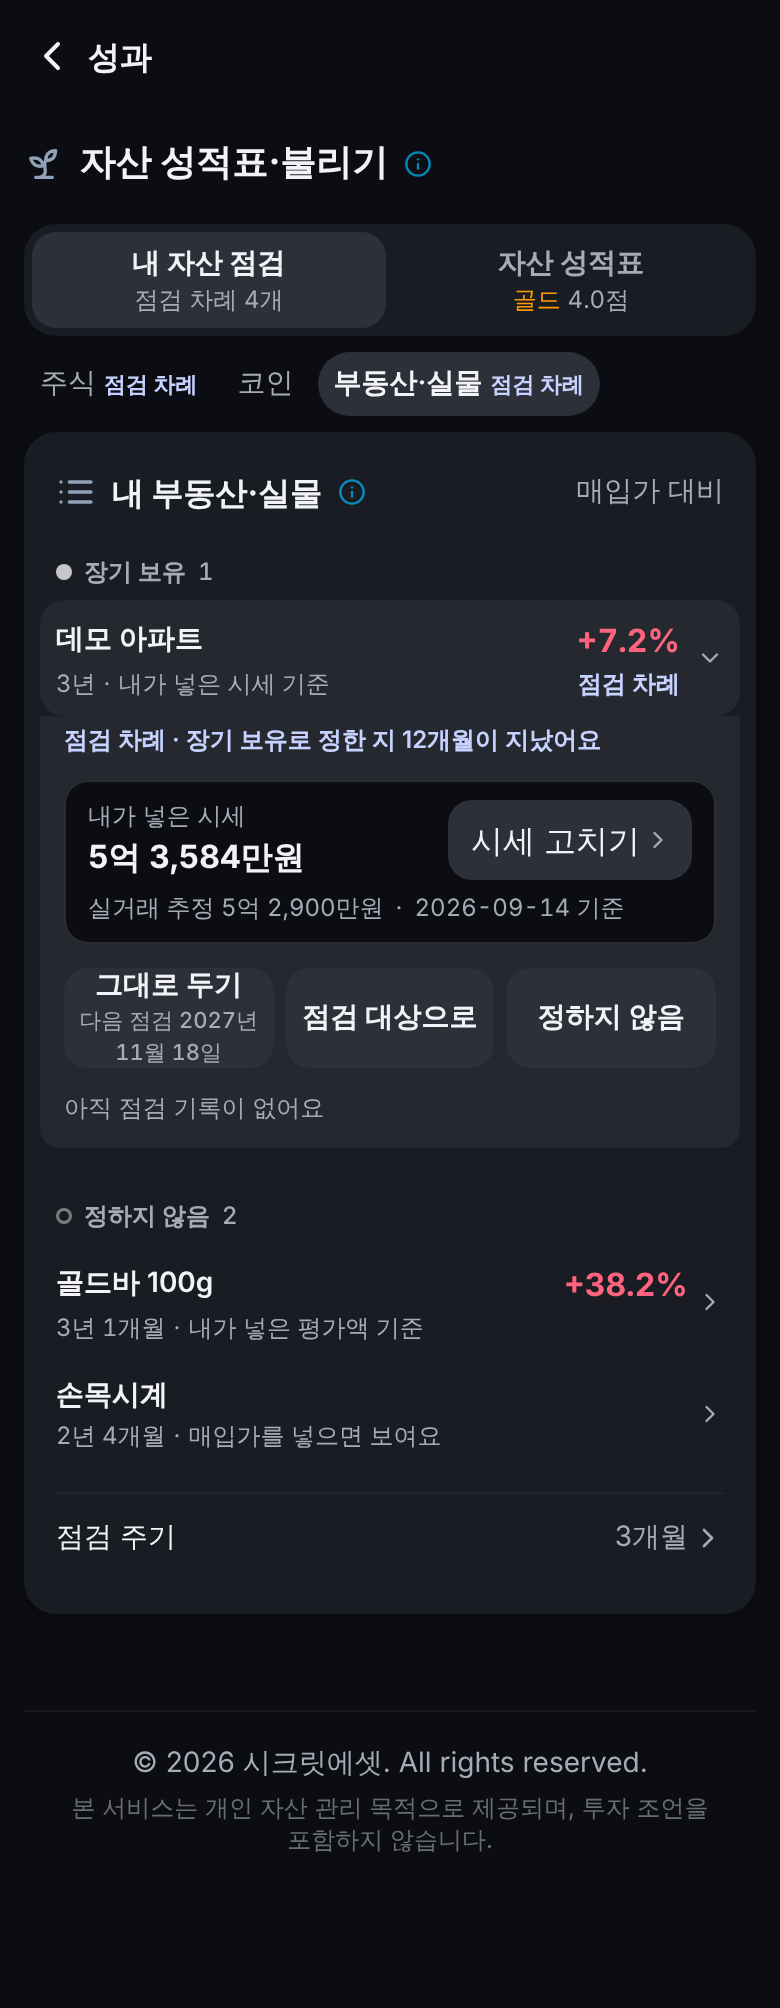 성과
자산 성적표·불리기
내 자산 점검
점검 차례 4개
자산 성적표
골드 4.0점
주식 점검 차례 코인 부동산·실물 점검 차례
내 부동산·실물 매입가 대비
장기 보유 1
데모 아파트 +7.2%
3년 · 내가 넣은 시세 기준 점검 차례
점검 차례 · 장기 보유로 정한 지 12개월이 지났어요
내가 넣은 시세
5억 3,584만원
시세 고치기
실거래 추정 5억 2,900만원 · 2026-09-14 기준
그대로 두기
다음 점검 2027년
11월 18일
점검 대상으로
정하지 않음
아직 점검 기록이 없어요
정하지 않음 2
골드바 100g +38.2%
3년 1개월 · 내가 넣은 평가액 기준
손목시계
2년 4개월 · 매입가를 넣으면 보여요
점검 주기 3개월
© 2026 시크릿에셋. All rights reserved.
본 서비스는 개인 자산 관리 목적으로 제공되며, 투자 조언을
포함하지 않습니다.